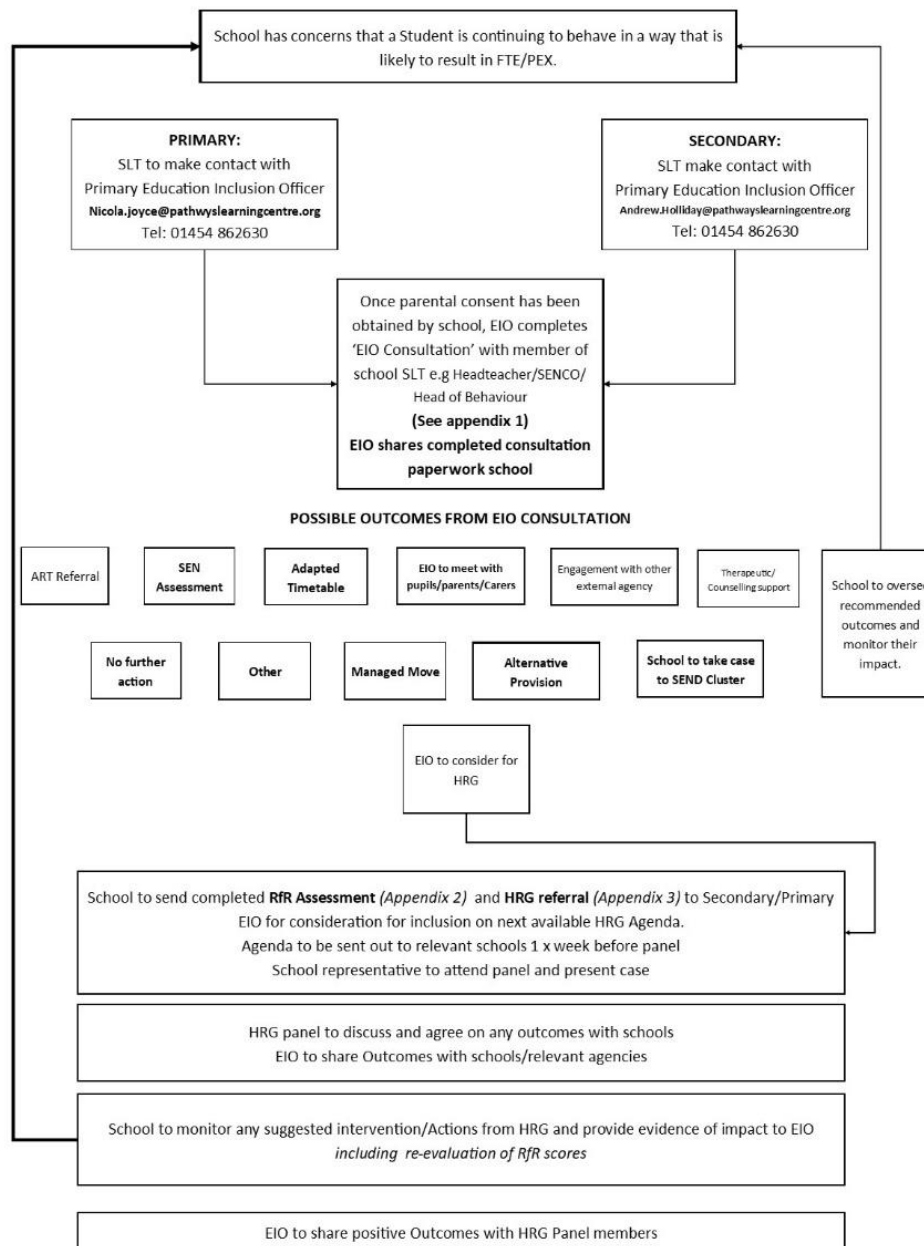 School has concerns that a Student is continuing to behave in a way that is
likely to result in FTE/PEX.
PRIMARY:
SLT to make contact with
Primary Education Inclusion Officer
Nicola.joyce@pathwyslearningcentre.org
Tel: 01454 862630
SECONDARY:
SLT make contact with
Primary Education Inclusion Officer
Andrew.Holliday@pathwayslearningcentre.org
Tel: 01454 862630
Once parental consent has been
obtained by school, EIO completes
‘EIO Consultation’ with member of
school SLT e.g Headteacher/SENCO/
Head of Behaviour
(See appendix 1)
EIO shares completed consultation
paperwork school
POSSIBLE OUTCOMES FROM EIO CONSULTATION
ART Referral
SEN
Assessment
Adapted
Timetable
EIO to meet with
pupils/parents/Carers
Engagement with other
external agency
Therapeutic/
Counselling support
School to oversee
recommended
outcomes and
monitor their
impact.
No further
action
Other
Managed Move
Alternative
Provision
School to take case
to SEND Cluster
EIO to consider for
HRG
School to send completed RfR Assessment (Appendix 2) and HRG referral (Appendix 3) to Secondary/Primary
EIO for consideration for inclusion on next available HRG Agenda.
Agenda to be sent out to relevant schools 1 x week before panel
School representative to attend panel and present case
HRG panel to discuss and agree on any outcomes with schools
EIO to share Outcomes with schools/relevant agencies
School to monitor any suggested intervention/Actions from HRG and provide evidence of impact to EIO
including re-evaluation of RfR scores
EIO to share positive Outcomes with HRG Panel members